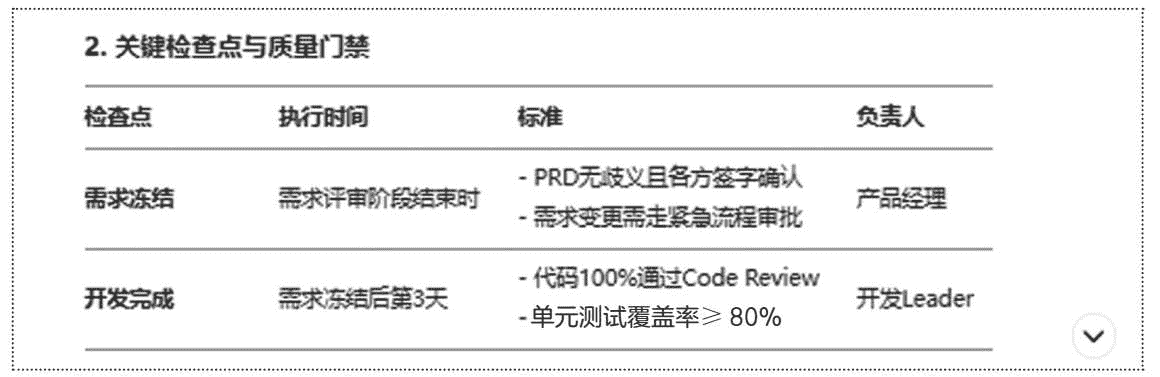 2. 关键检查点与质量门禁
检查点 执行时间 标准 负责人
需求冻结 需求评审阶段结束时 - PRD无歧义且各方签字确认 产品经理
- 需求变更需走紧急流程审批
开发完成 需求冻结后第3天 - 代码100%通过Code Review 开发Leader
- 单元测试覆盖率≥ 80%